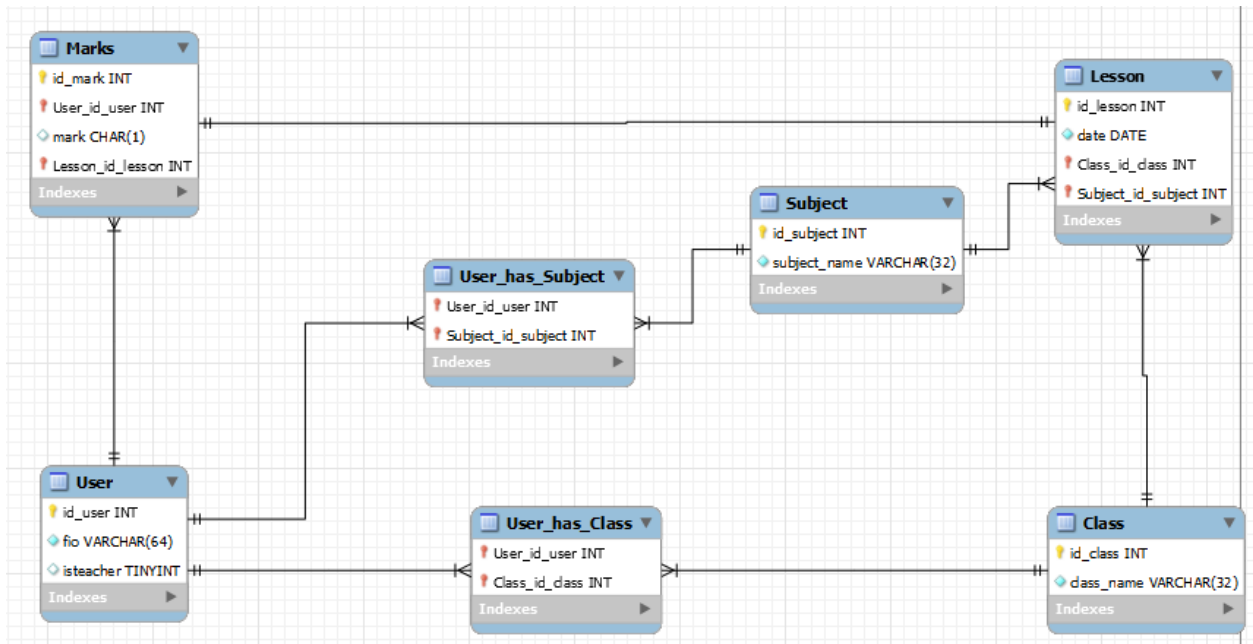 Marks
id_mark INT
User_id_user INT
mark CHAR(1)
Lesson_id_lesson INT
Indexes
Lesson
id_lesson INT
date DATE
Class_id_class INT
Subject_id_subject INT
Indexes
Subject
id_subject INT
subject_name VARCHAR(32)
Indexes
User_has_Subject
User_id_user INT
Subject_id_subject INT
Indexes
User
id_user INT
fio VARCHAR(64)
isteacher TINYINT
Indexes
User_has_Class
User_id_user INT
Class_id_class INT
Indexes
Class
id_class INT
class_name VARCHAR(32)
Indexes